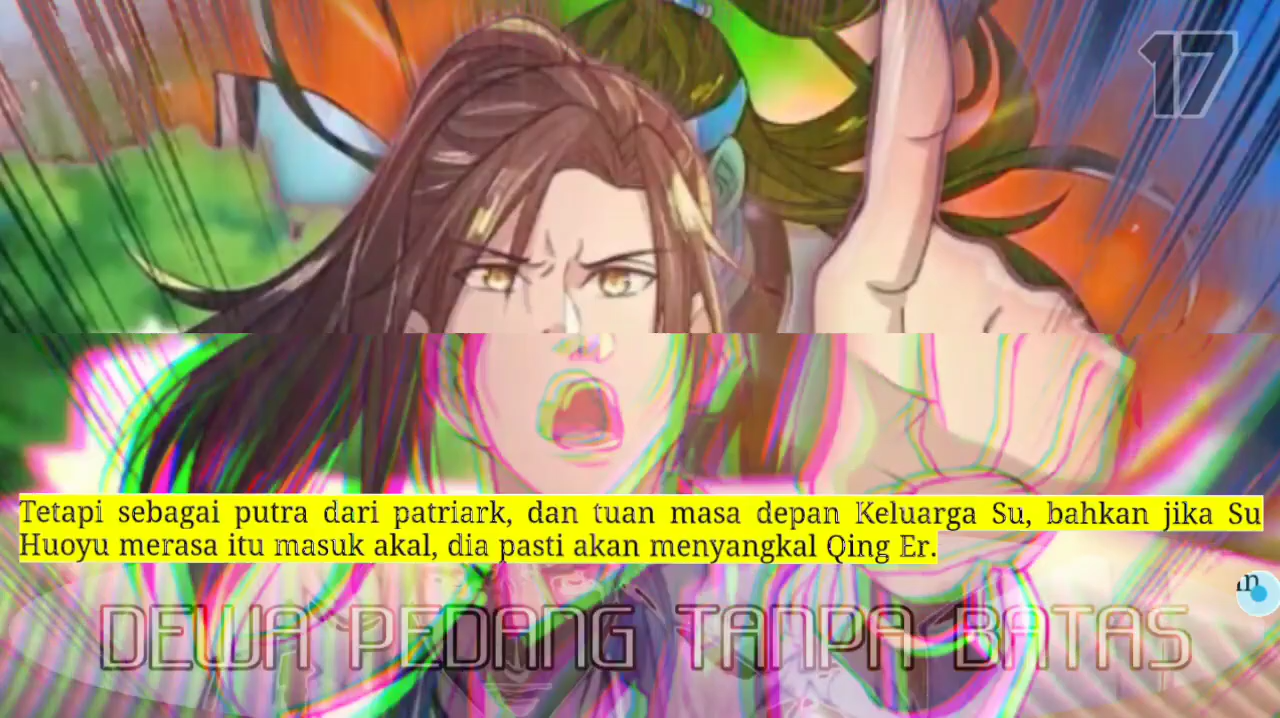 17
Tetapi sebagai putra dari patriark, dan tuan masa depan Keluarga Su, bahkan jika Su
Huoyu merasa itu masuk akal, dia pasti akan menyangkal Qing Er.
in
DEWA PEDANG TANPA BATAS